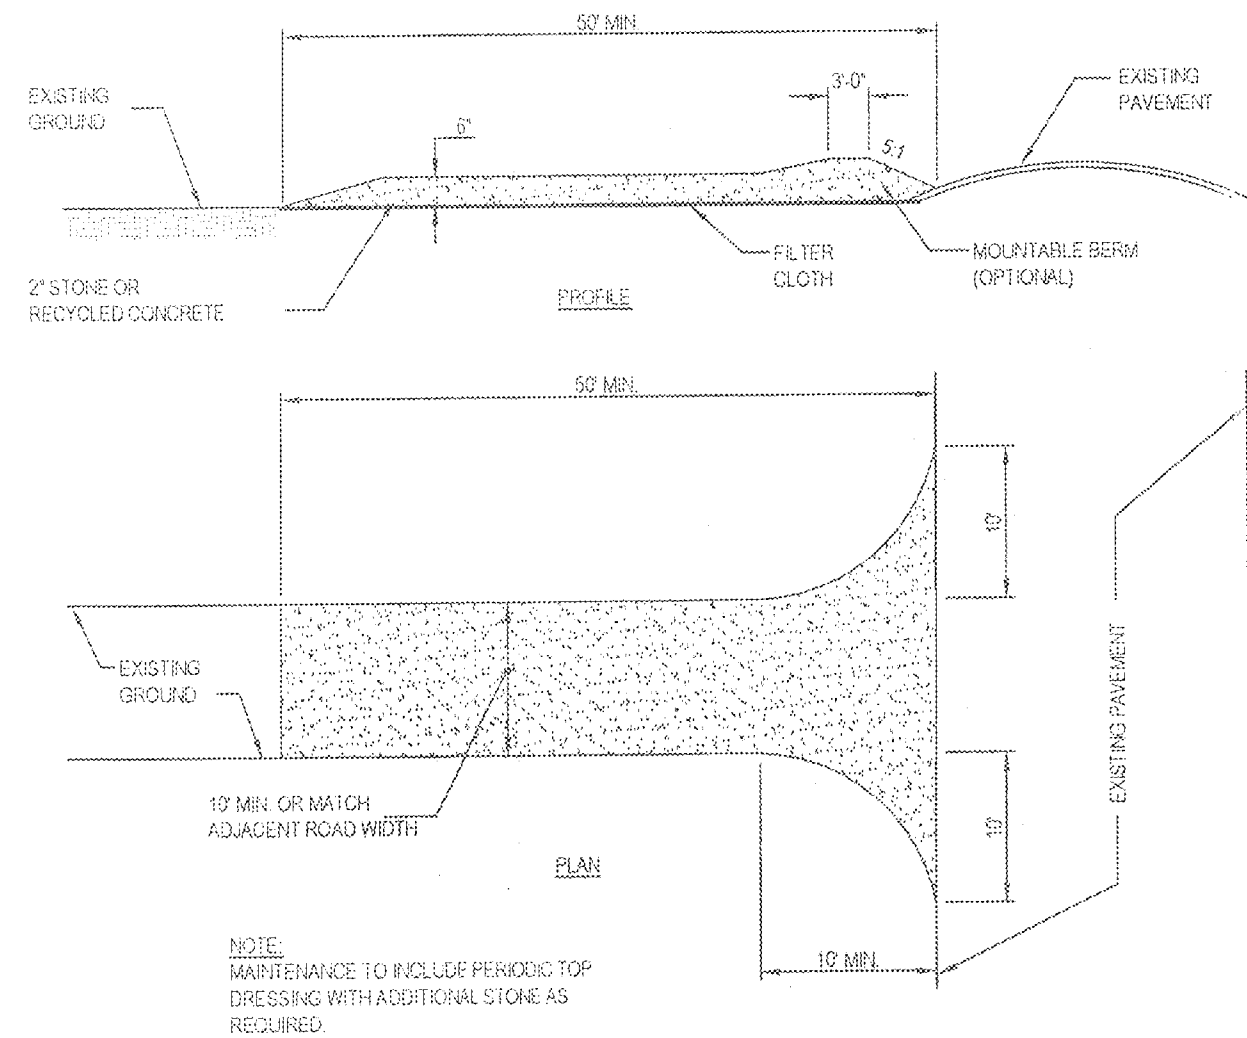 50' MIN.
EXISTING
GROUND
6"
3'-0"
5:1
EXISTING
PAVEMENT
2" STONE OR
RECYCLED CONCRETE
PROFILE
FILTER
CLOTH
MOUNTABLE BERM
(OPTIONAL)
50' MIN.
10'
EXISTING
GROUND
EXISTING PAVEMENT
10' MIN. OR MATCH
ADJACENT ROAD WIDTH
10'
PLAN
10' MIN.
NOTE:
MAINTENANCE TO INCLUDE PERIODIC TOP
DRESSING WITH ADDITIONAL STONE AS
REQUIRED.